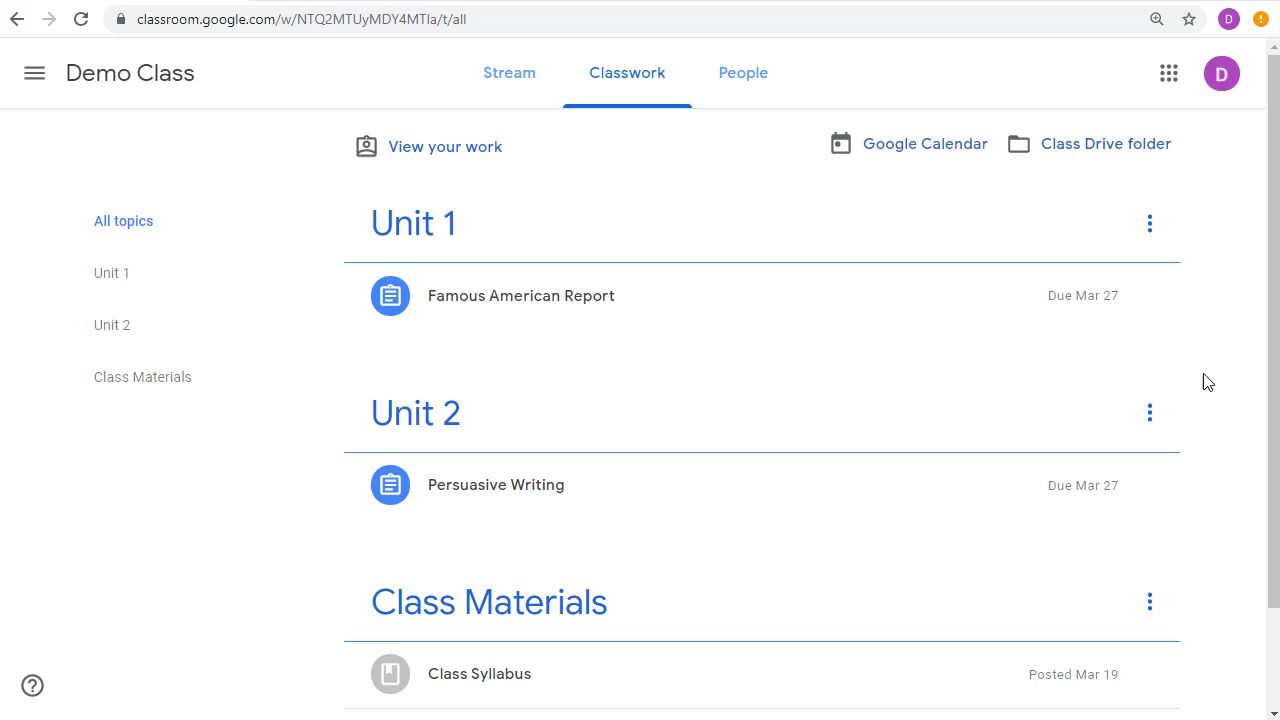 classroom.google.com/w/NTQ2MTUyMDY4MTIa/t/all
D
Demo Class
Stream
Classwork
People
D
View your work
Google Calendar
Class Drive folder
All topics
Unit 1
Unit 2
Class Materials
Unit 1
Famous American Report
Due Mar 27
Unit 2
Persuasive Writing
Due Mar 27
Class Materials
Class Syllabus
Posted Mar 19